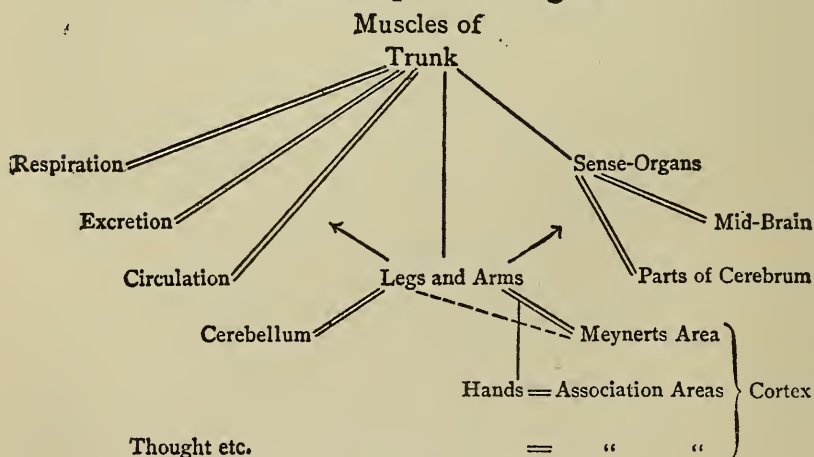 Muscles of
Trunk
Respiration
Sense-Organs
Excretion
Mid-Brain
Circulation
Legs and Arms
Parts of Cerebrum
Cerebellum
Meynerts Area
Hands = Association Areas
Cortex
Thought etc. = “ “